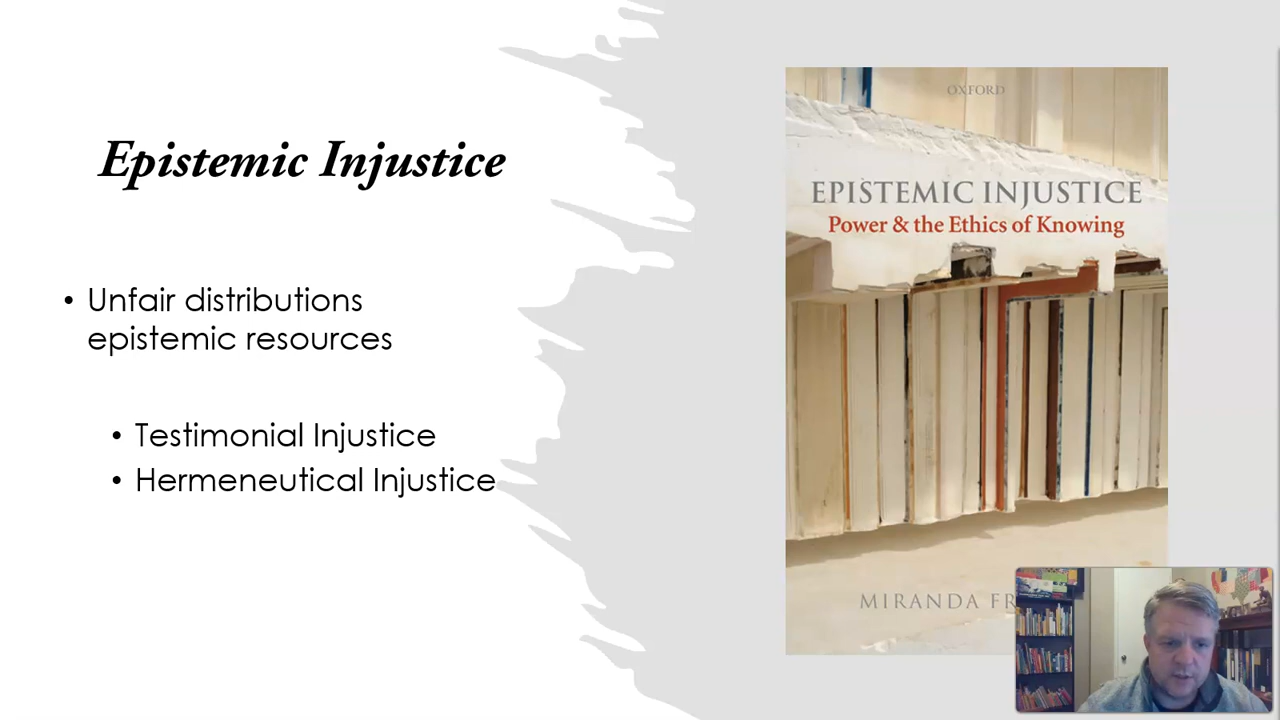 Epistemic Injustice
• Unfair distributions
epistemic resources
• Testimonial Injustice
• Hermeneutical Injustice
OXFORD
EPISTEMIC INJUSTICE
Power & the Ethics of Knowing
MIRANDA FR